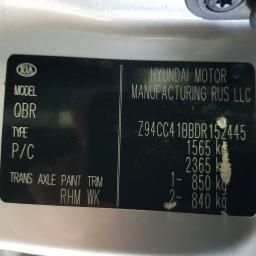 KIA
HYUNDAI MOTOR
MANUFACTURING RUS LLC
MODEL
QBR
TYPE
Z94CC41BBDR152445
P/C
1565 kg
2365 kg
1- 850 kg
2- 840 kg
TRANS AXLE PAINT TRIM
RHM WK